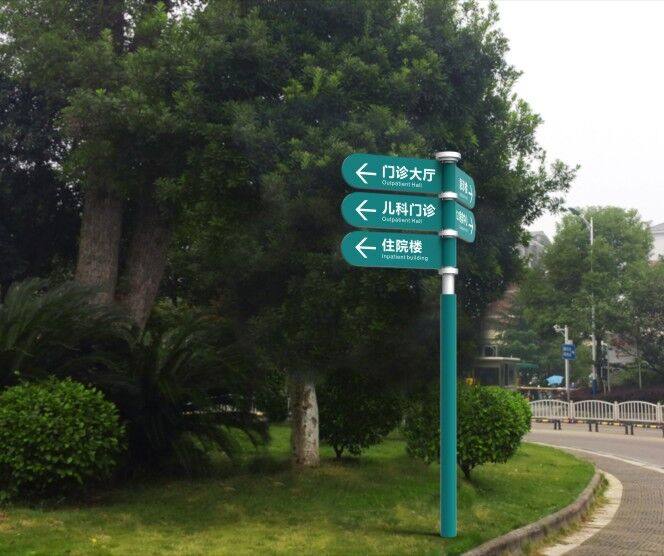 门诊大厅
Outpatient Hall
儿科门诊
Outpatient Hall
住院楼
Inpatient building